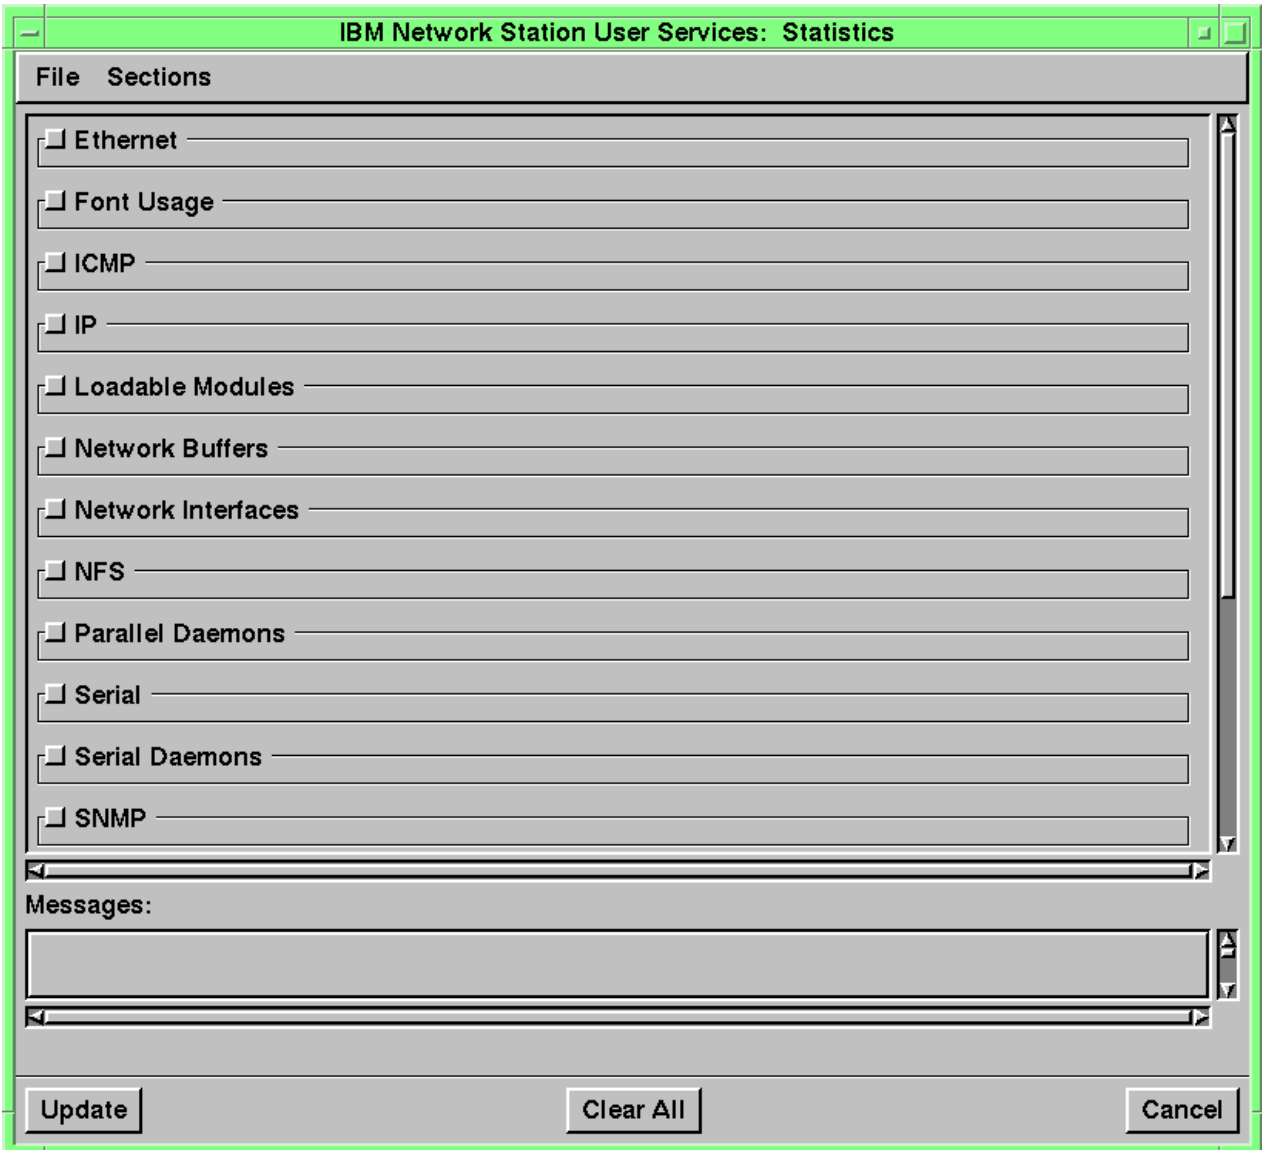 IBM Network Station User Services: Statistics
File Sections
Ethernet
Font Usage
ICMP
IP
Loadable Modules
Network Buffers
Network Interfaces
NFS
Parallel Daemons
Serial
Serial Daemons
SNMP
Messages:
Update Clear All Cancel